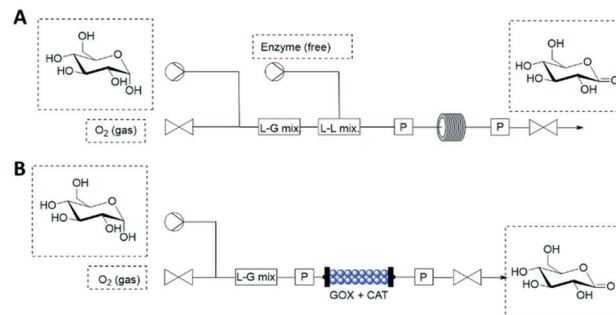 A
OH
HO
O
HO
OH
OH
Enzyme (free)
O₂ (gas)
L-G mix.
L-L mix.
P
P
OH
HO
O
HO
OH
O
B
OH
HO
O
HO
OH
OH
O₂ (gas)
L-G mix
P
GOX + CAT
P
OH
HO
O
HO
OH
O